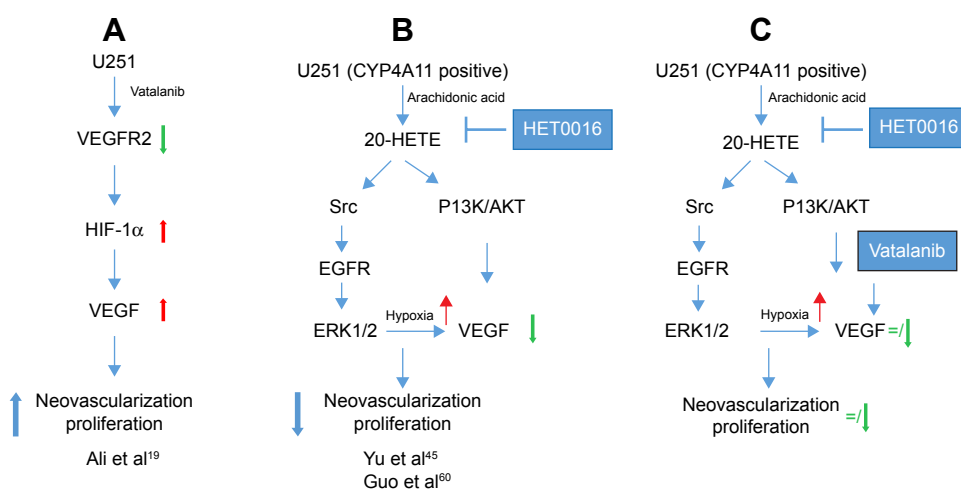 A
U251
Vatalanib
VEGFR2
HIF-1α
VEGF
Neovascularization
proliferation
Ali et al19
B
U251 (CYP4A11 positive)
Arachidonic acid
20-HETE
HET0016
Src
P13K/AKT
EGFR
ERK1/2
Hypoxia
VEGF
Neovascularization
proliferation
Yu et al45
Guo et al60
C
U251 (CYP4A11 positive)
Arachidonic acid
20-HETE
HET0016
Src
P13K/AKT
EGFR
Vatalanib
ERK1/2
Hypoxia
VEGF =/
Neovascularization
proliferation =/